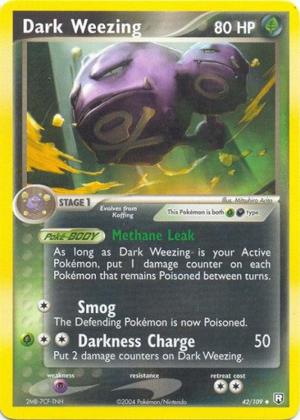 Dark Weezing 80 HP
STAGE 1
Evolves from
Koffing
Illus. Mitsuhiro Arita
This Pokémon is both type
Poké-BODY Methane Leak
As long as Dark Weezing is your Active
Pokémon, put 1 damage counter on each
Pokémon that remains Poisoned between turns.
Smog
The Defending Pokémon is now Poisoned.
Darkness Charge 50
Put 2 damage counters on Dark Weezing.
weakness resistance retreat cost
©2004 Pokémon 42/109
R